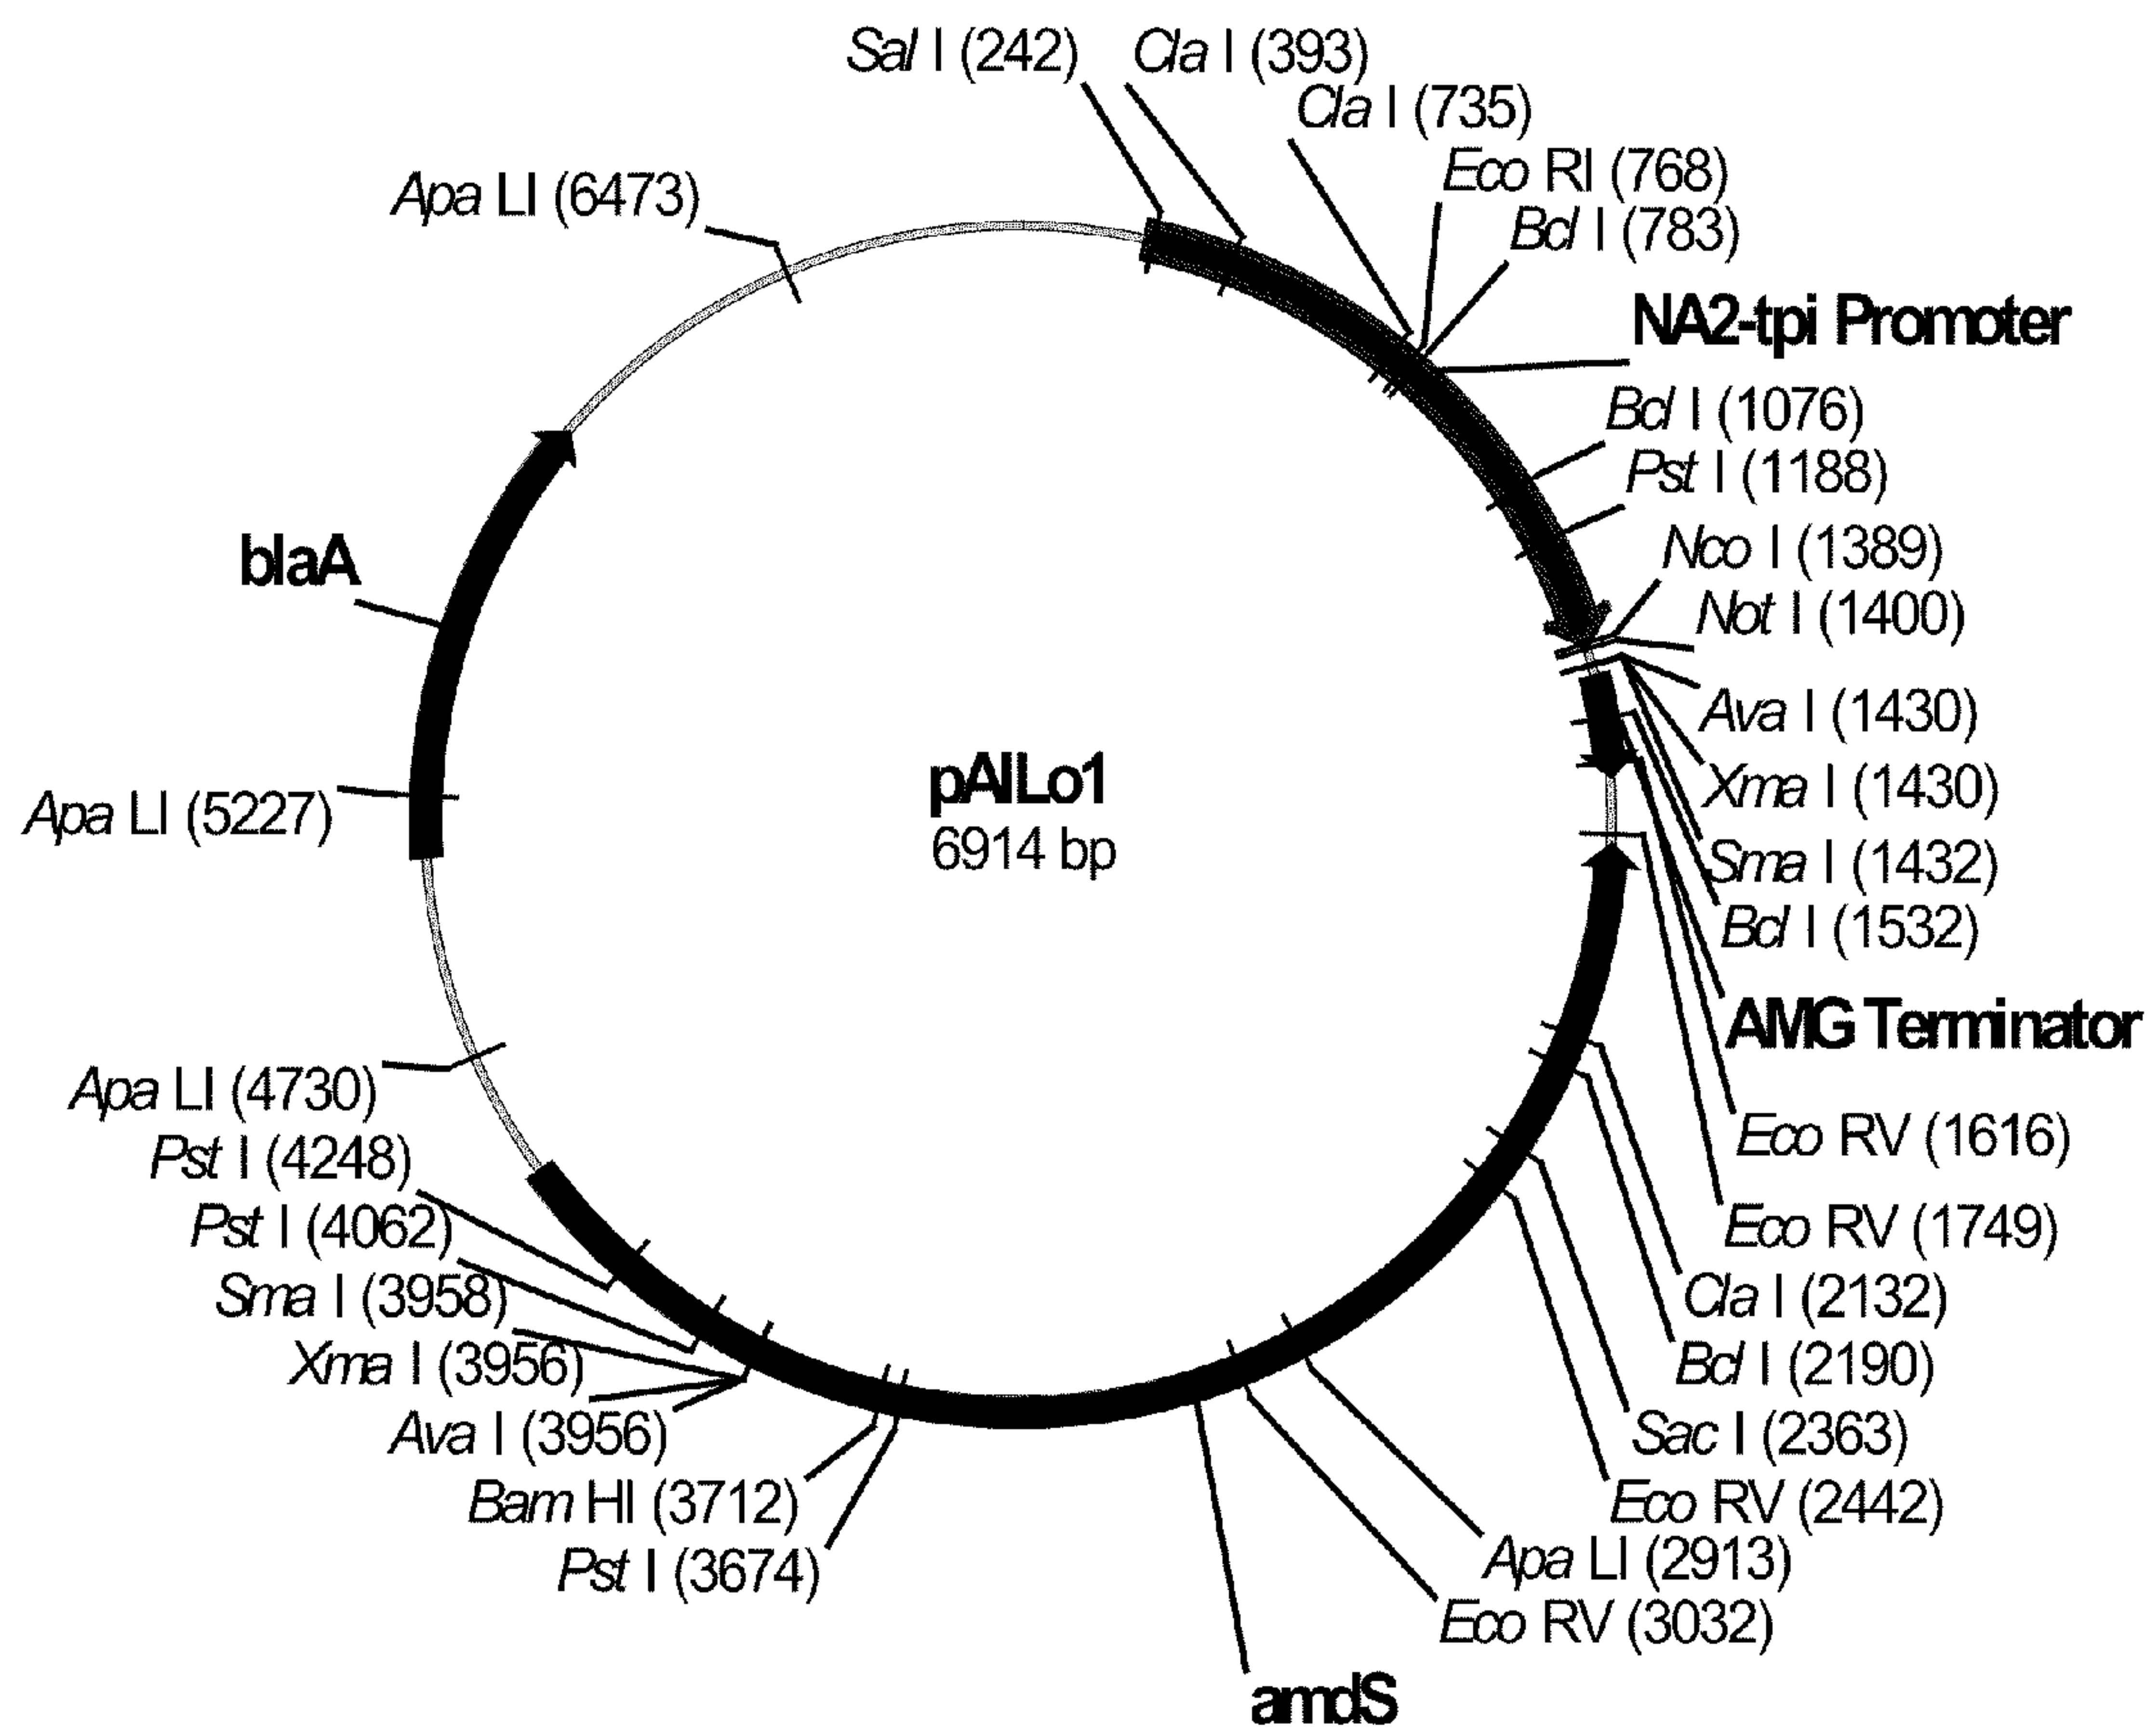 Sal I (242)
Cla I (393)
Cla I (735)
Eco RI (768)
Bcl I (783)
NA2-tpi Promoter
Bcl I (1076)
Pst I (1188)
Nco I (1389)
Not I (1400)
Ava I (1430)
Xma I (1430)
Sma I (1432)
Bcl I (1532)
AMG Terminator
Eco RV (1616)
Eco RV (1749)
Cla I (2132)
Bcl I (2190)
Sac I (2363)
Eco RV (2442)
Apa LI (2913)
Eco RV (3032)
amdS
Pst I (3674)
Bam HI (3712)
Ava I (3956)
Xma I (3956)
Sma I (3958)
Pst I (4062)
Pst I (4248)
Apa LI (4730)
Apa LI (5227)
blaA
Apa LI (6473)
pAlLo1
6914 bp